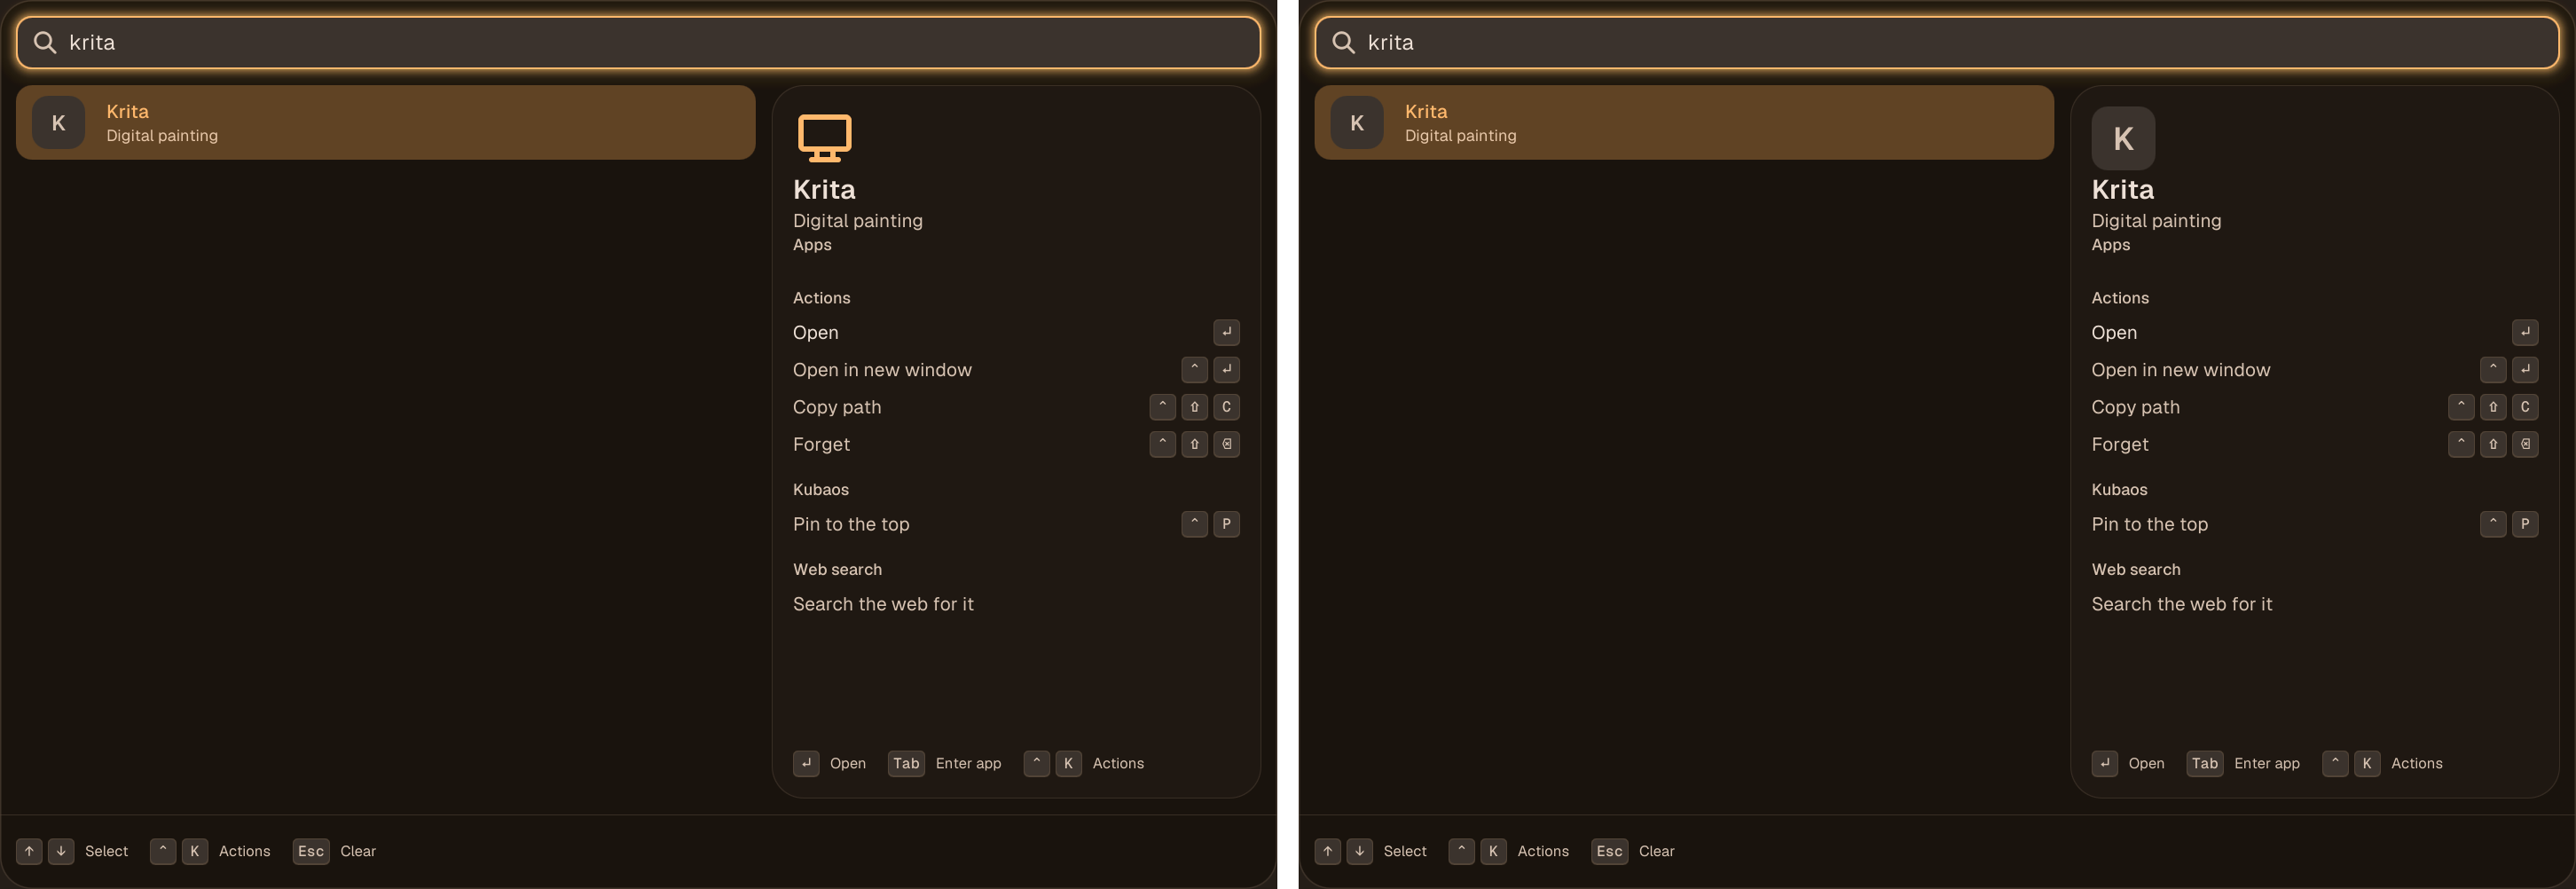 krita
K
Krita
Digital painting
Krita
Digital painting
Apps
Actions
Open ↵
Open in new window ^ ↵
Copy path ^ ⇧ C
Forget ^ ⇧ ⌫
Kubaos
Pin to the top ^ P
Web search
Search the web for it
↵ Open Tab Enter app ^ K Actions
↑ ↓ Select ^ K Actions Esc Clear
krita
K
Krita
Digital painting
K
Krita
Digital painting
Apps
Actions
Open ↵
Open in new window ^ ↵
Copy path ^ ⇧ C
Forget ^ ⇧ ⌫
Kubaos
Pin to the top ^ P
Web search
Search the web for it
↵ Open Tab Enter app ^ K Actions
↑ ↓ Select ^ K Actions Esc Clear